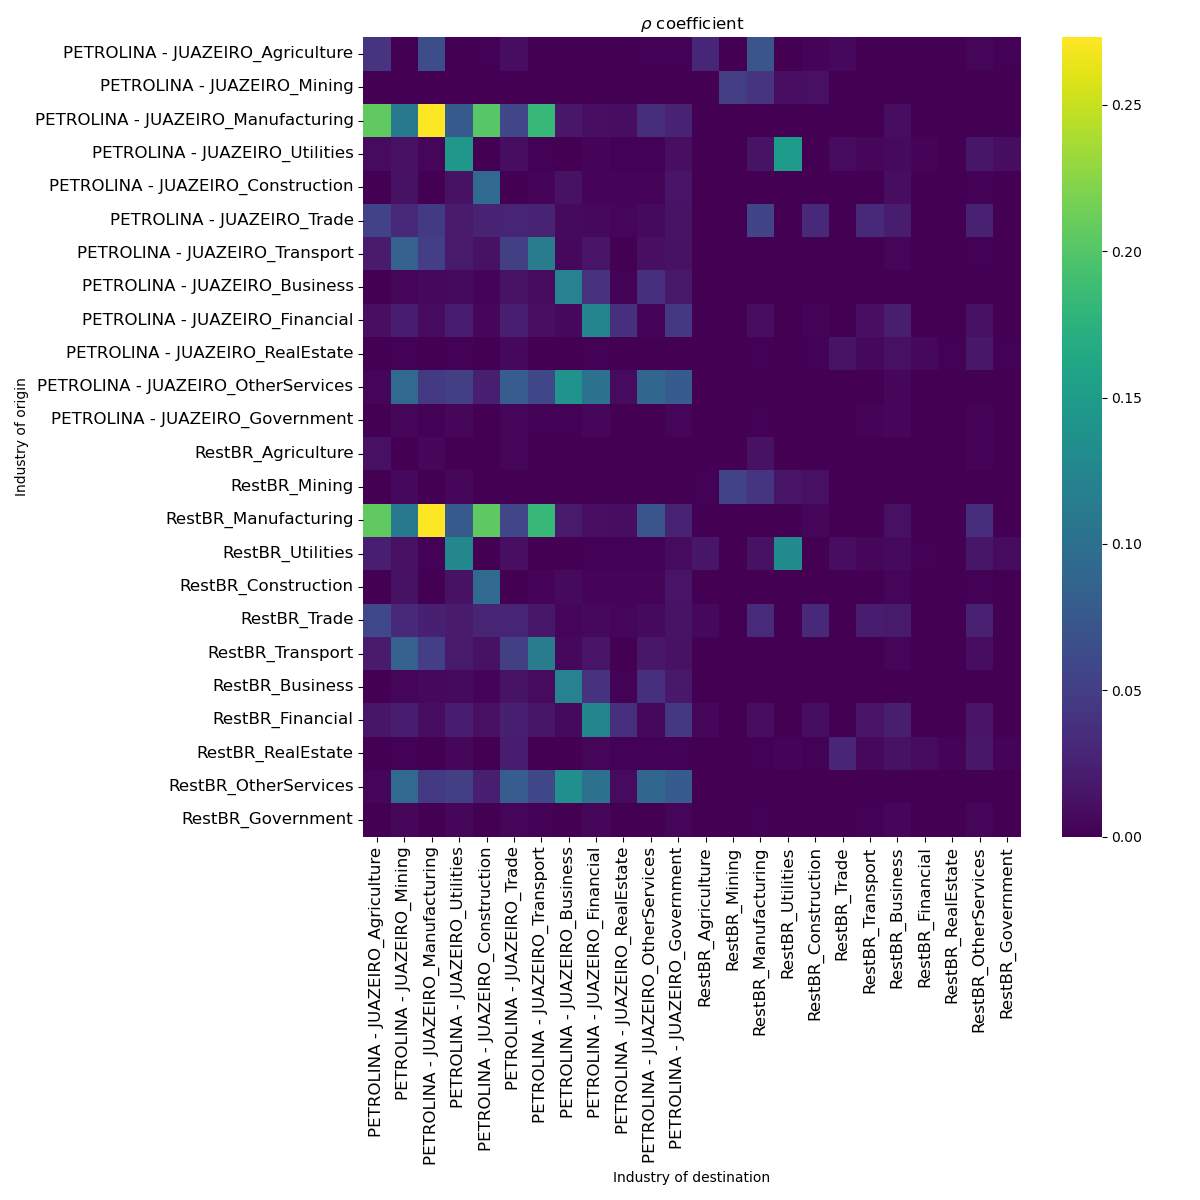 ρ coefficient
PETROLINA - JUAZEIRO_Agriculture
PETROLINA - JUAZEIRO_Mining
PETROLINA - JUAZEIRO_Manufacturing
PETROLINA - JUAZEIRO_Utilities
PETROLINA - JUAZEIRO_Construction
PETROLINA - JUAZEIRO_Trade
PETROLINA - JUAZEIRO_Transport
PETROLINA - JUAZEIRO_Business
PETROLINA - JUAZEIRO_Financial
PETROLINA - JUAZEIRO_RealEstate
PETROLINA - JUAZEIRO_OtherServices
PETROLINA - JUAZEIRO_Government
RestBR_Agriculture
RestBR_Mining
RestBR_Manufacturing
RestBR_Utilities
RestBR_Construction
RestBR_Trade
RestBR_Transport
RestBR_Business
RestBR_Financial
RestBR_RealEstate
RestBR_OtherServices
RestBR_Government
Industry of origin
0.25
0.20
0.15
0.10
0.05
0.00
PETROLINA - JUAZEIRO_Agriculture
PETROLINA - JUAZEIRO_Mining
PETROLINA - JUAZEIRO_Manufacturing
PETROLINA - JUAZEIRO_Utilities
PETROLINA - JUAZEIRO_Construction
PETROLINA - JUAZEIRO_Trade
PETROLINA - JUAZEIRO_Transport
PETROLINA - JUAZEIRO_Business
PETROLINA - JUAZEIRO_Financial
PETROLINA - JUAZEIRO_RealEstate
PETROLINA - JUAZEIRO_OtherServices
PETROLINA - JUAZEIRO_Government
RestBR_Agriculture
RestBR_Mining
RestBR_Manufacturing
RestBR_Utilities
RestBR_Construction
RestBR_Trade
RestBR_Transport
RestBR_Business
RestBR_Financial
RestBR_RealEstate
RestBR_OtherServices
RestBR_Government
Industry of destination